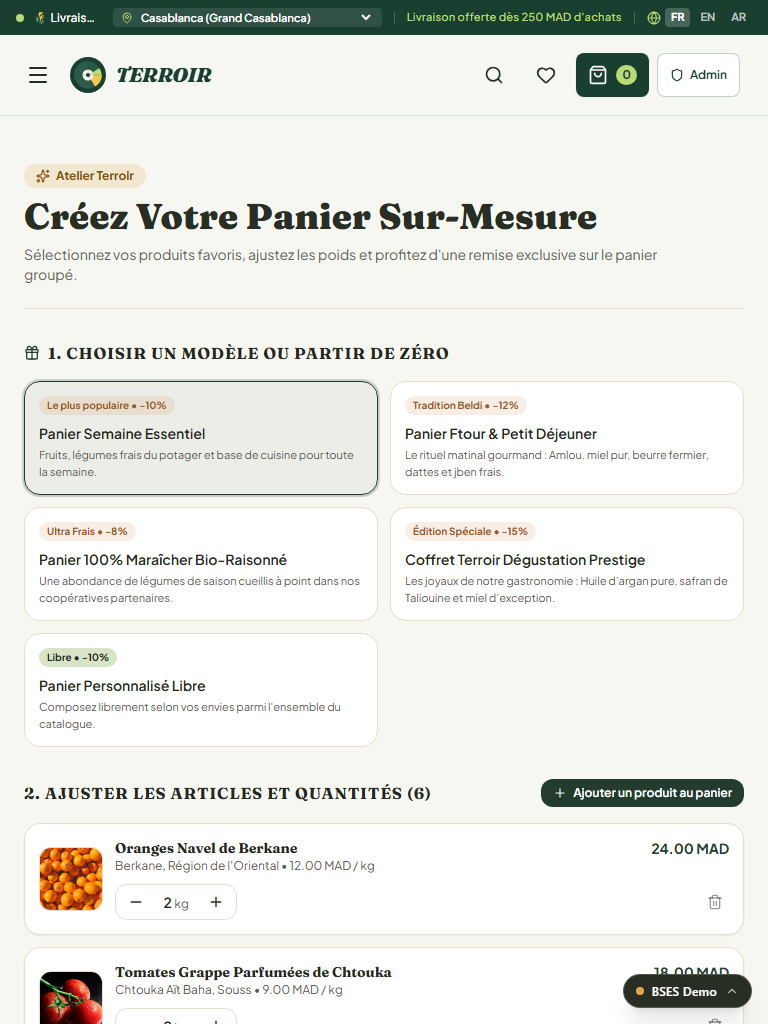 Livrais...
Casablanca (Grand Casablanca)
Livraison offerte dès 250 MAD d'achats
FR EN AR
TERROIR
0
Admin
Atelier Terroir
Créez Votre Panier Sur-Mesure
Sélectionnez vos produits favoris, ajustez les poids et profitez d'une remise exclusive sur le panier
groupé.
1. CHOISIR UN MODÈLE OU PARTIR DE ZÉRO
Le plus populaire • -10%
Panier Semaine Essentiel
Fruits, légumes frais du potager et base de cuisine pour toute
la semaine.
Tradition Beldi • -12%
Panier Ftour & Petit Déjeuner
Le rituel matinal gourmand : Amlou, miel pur, beurre fermier,
dattes et jben frais.
Ultra Frais • -8%
Panier 100% Maraîcher Bio-Raisonné
Une abondance de légumes de saison cueillis à point dans nos
coopératives partenaires.
Édition Spéciale • -15%
Coffret Terroir Dégustation Prestige
Les joyaux de notre gastronomie : Huile d'argan pure, safran de
Taliouine et miel d'exception.
Libre • -10%
Panier Personnalisé Libre
Composez librement selon vos envies parmi l'ensemble du
catalogue.
2. AJUSTER LES ARTICLES ET QUANTITÉS (6)
+ Ajouter un produit au panier
Oranges Navel de Berkane
24.00 MAD
Berkane, Région de l'Oriental • 12.00 MAD / kg
− 2 kg +
Tomates Grappe Parfumées de Chtouka
18.00 MAD
Chtouka Aït Baha, Souss • 9.00 MAD / kg
BSES Demo